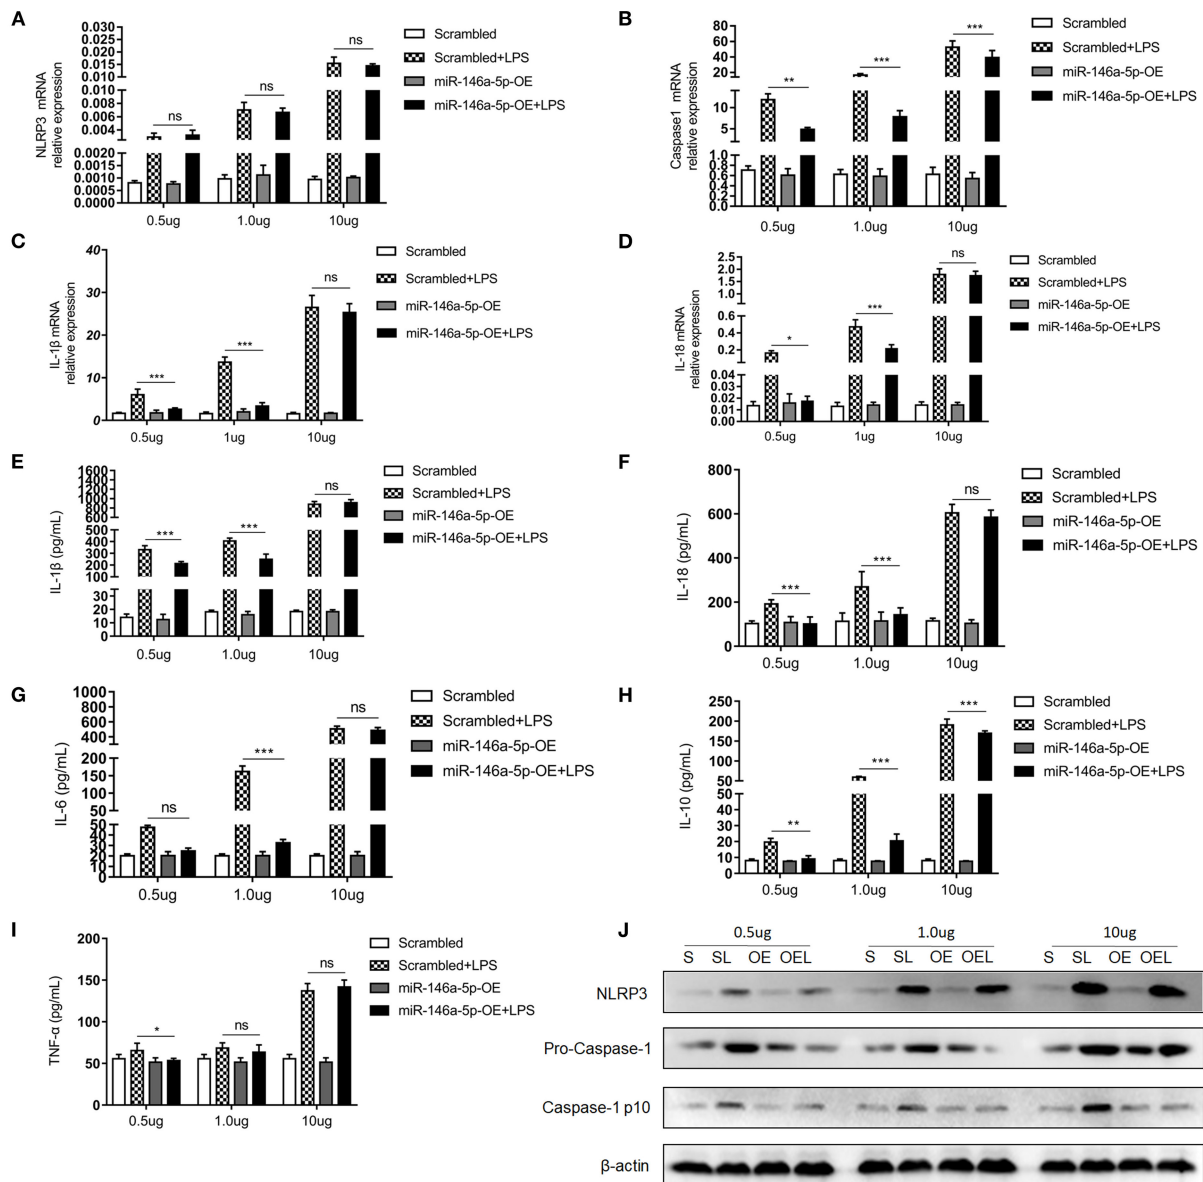 A
NLRP3 mRNA
relative expression
0.030
0.025
0.020
0.015
0.010
0.012
0.008
0.004
0.0020
0.0015
0.0010
0.0005
0.0000
ns
ns
ns
0.5ug 1.0ug 10ug
Scrambled
Scrambled+LPS
miR-146a-5p-OE
miR-146a-5p-OE+LPS
B
Caspase1 mRNA
relative expression
80
60
40
20
10
5
1.0
0.8
0.6
0.4
0.2
0.0
**
***
***
0.5ug 1.0ug 10ug
Scrambled
Scrambled+LPS
miR-146a-5p-OE
miR-146a-5p-OE+LPS
C
IL-1β mRNA
relative expression
40
30
20
10
0
***
***
ns
0.5ug 1ug 10ug
Scrambled
Scrambled+LPS
miR-146a-5p-OE
miR-146a-5p-OE+LPS
D
IL-18 mRNA
relative expression
2.5
2.0
1.5
1.0
0.6
0.4
0.2
0.04
0.03
0.02
0.01
0.00
*
***
ns
0.5ug 1ug 10ug
Scrambled
Scrambled+LPS
miR-146a-5p-OE
miR-146a-5p-OE+LPS
E
IL-1β (pg/mL)
1600
1400
1200
1000
800
600
500
400
300
200
100
40
30
20
10
0
***
***
ns
0.5ug 1.0ug 10ug
Scrambled
Scrambled+LPS
miR-146a-5p-OE
miR-146a-5p-OE+LPS
F
IL-18 (pg/mL)
800
600
400
200
0
***
***
ns
0.5ug 1.0ug 10ug
Scrambled
Scrambled+LPS
miR-146a-5p-OE
miR-146a-5p-OE+LPS
G
IL-6 (pg/mL)
1000
800
600
400
200
150
100
50
50
40
30
20
10
0
ns
***
ns
0.5ug 1.0ug 10ug
Scrambled
Scrambled+LPS
miR-146a-5p-OE
miR-146a-5p-OE+LPS
H
IL-10 (pg/mL)
250
200
150
100
50
50
40
30
20
10
0
**
***
***
0.5ug 1.0ug 10ug
Scrambled
Scrambled+LPS
miR-146a-5p-OE
miR-146a-5p-OE+LPS
I
TNF-α (pg/mL)
200
150
100
50
0
*
ns
ns
0.5ug 1.0ug 10ug
Scrambled
Scrambled+LPS
miR-146a-5p-OE
miR-146a-5p-OE+LPS
J
0.5ug 1.0ug 10ug
S SL OE OEL S SL OE OEL S SL OE OEL
NLRP3
Pro-Caspase-1
Caspase-1 p10
β-actin